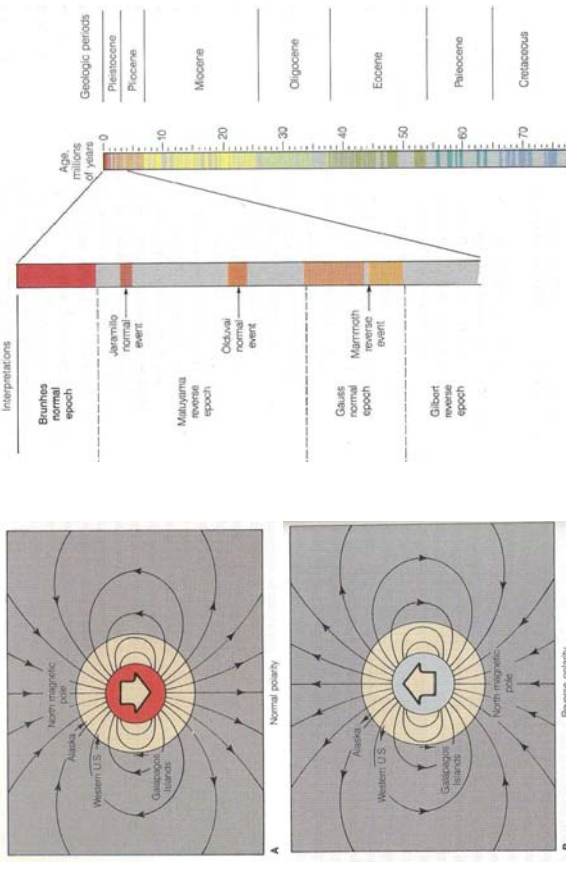 Interpretations
Brunhes
normal
epoch
Jaramillo
normal
event
Matuyama
reverse
epoch
Olduvai
normal
event
Gauss
normal
epoch
Mammoth
reverse
event
Gilbert
reverse
epoch
Age,
millions
of years
0
10
20
30
40
50
60
70
Geologic periods
Pleistocene
Pliocene
Miocene
Oligocene
Eocene
Paleocene
Cretaceous
North magnetic
pole
Alaska
Western U.S.
Galapagos
Islands
A
Normal polarity
Alaska
Western U.S.
Galapagos
Islands
North magnetic
pole
B
Reverse polarity